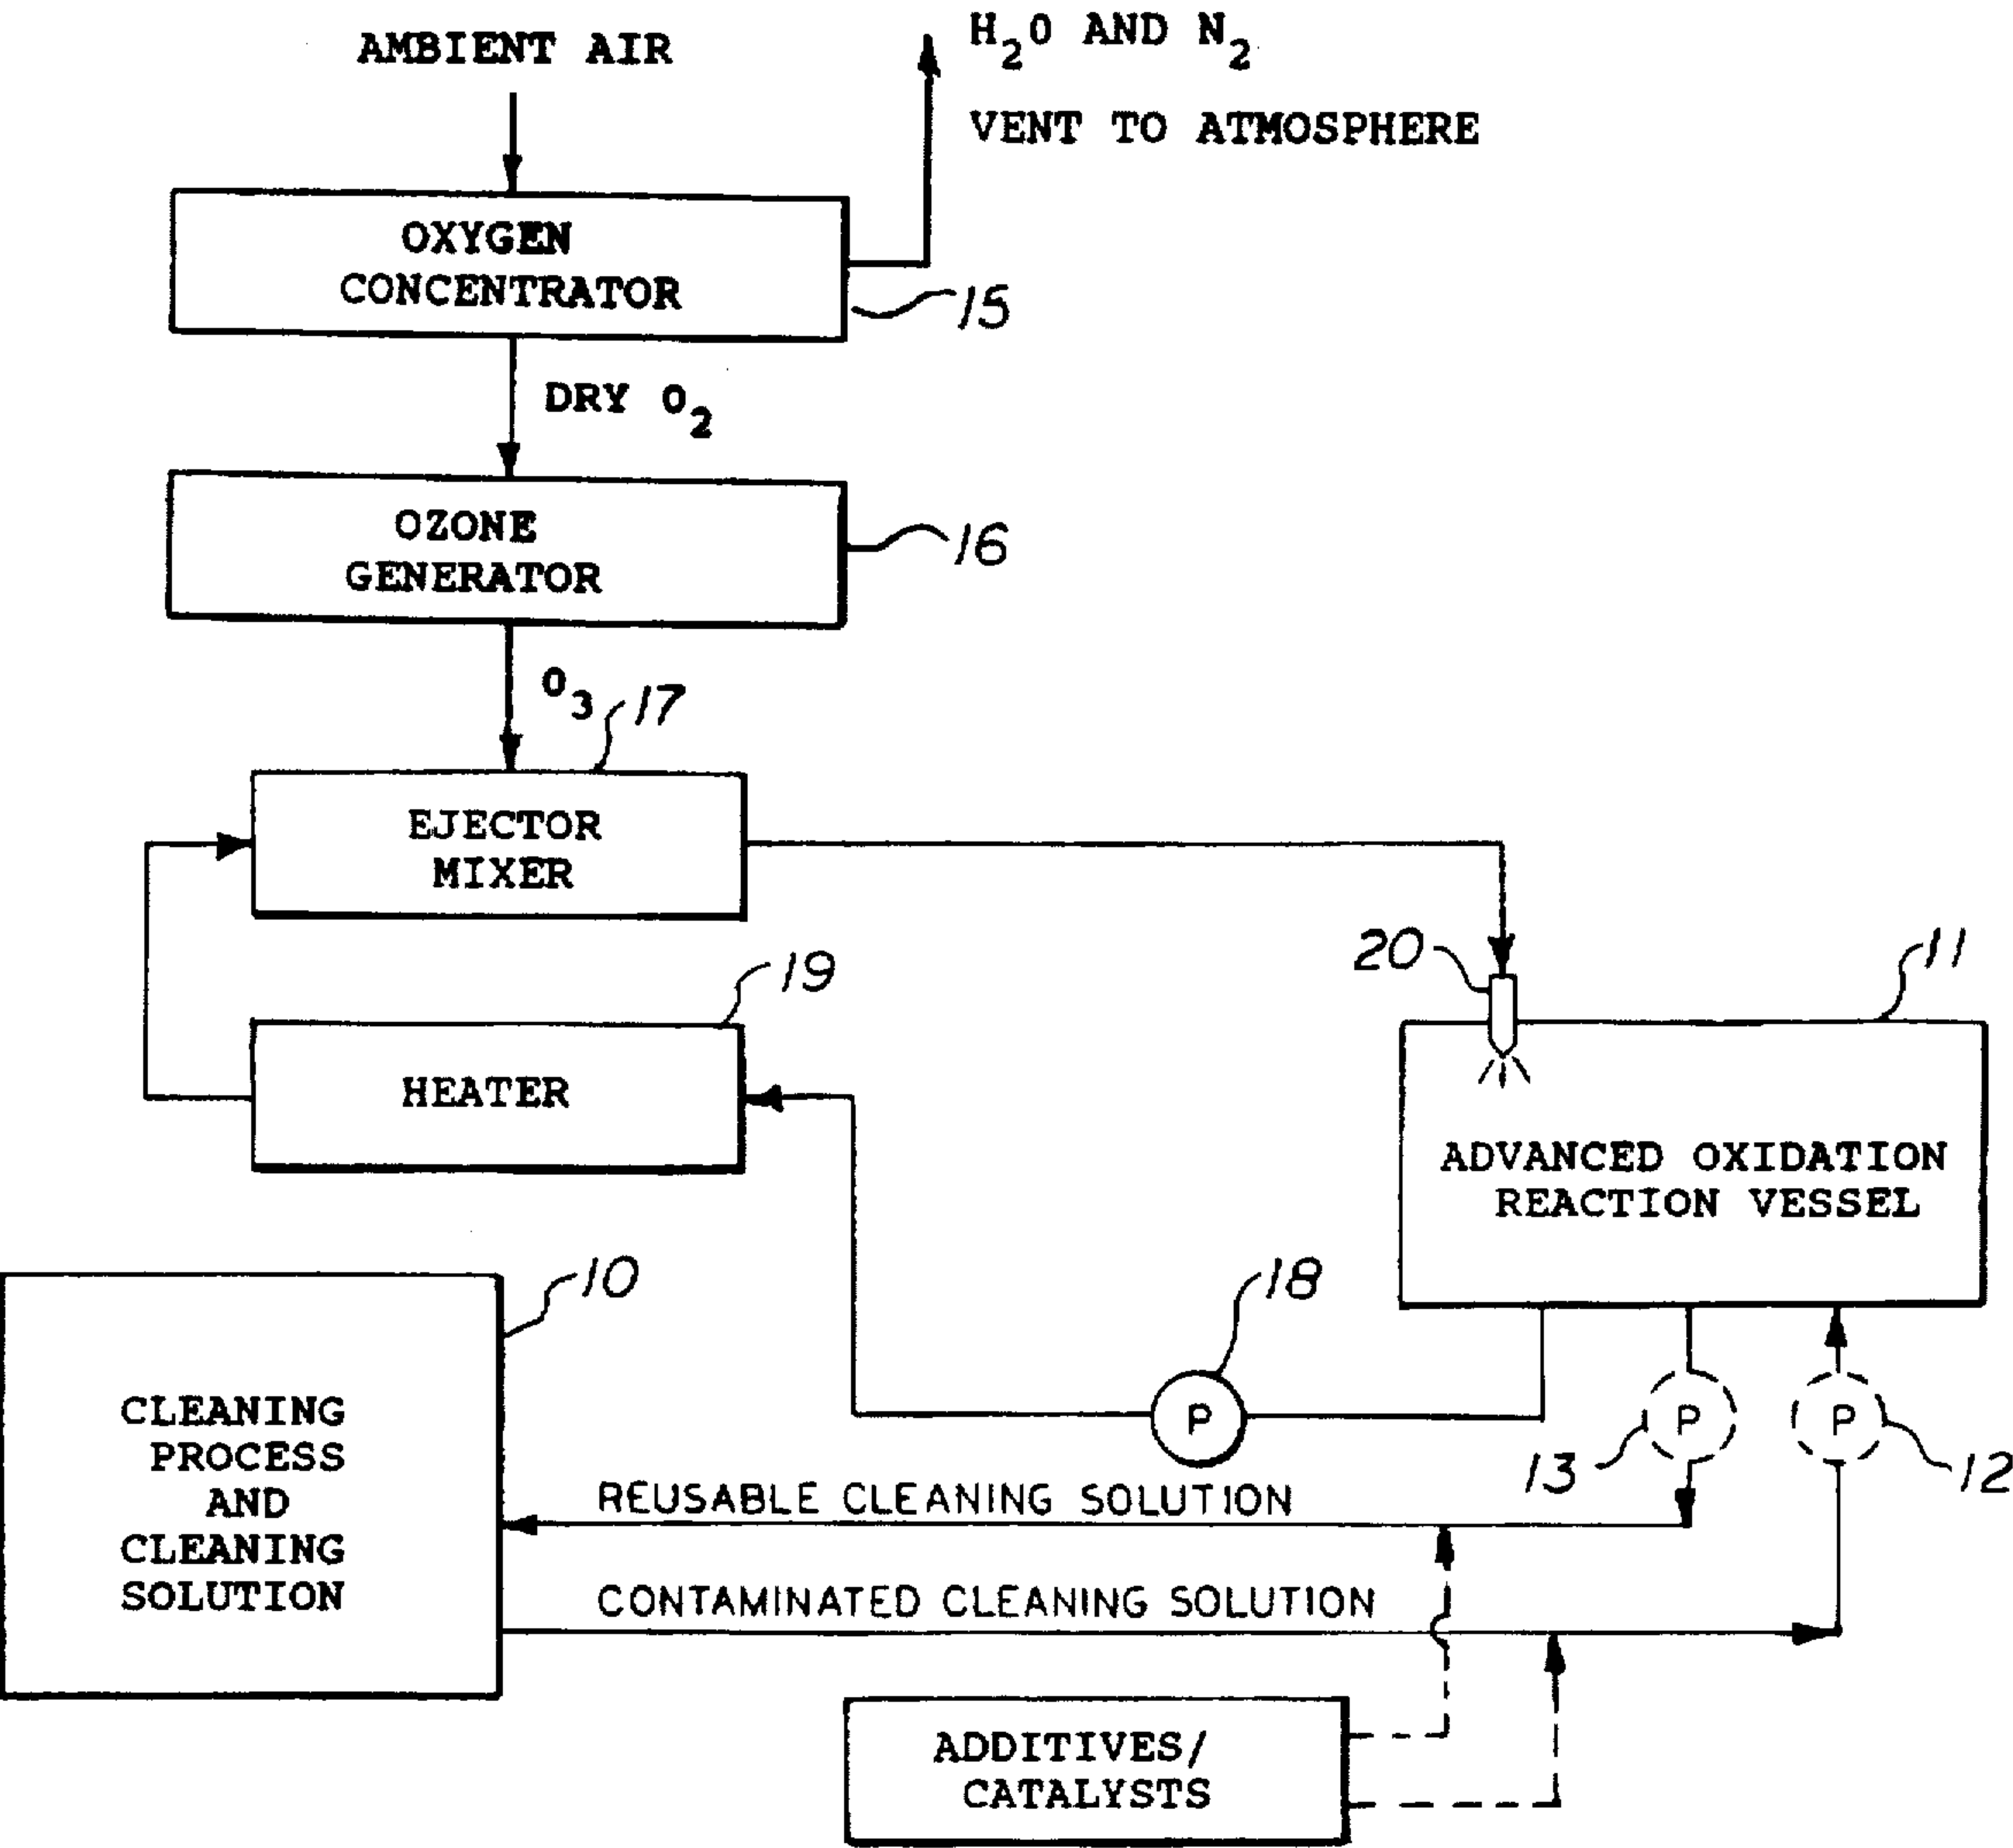 AMBIENT AIR
H₂O AND N₂
VENT TO ATMOSPHERE
OXYGEN
CONCENTRATOR
15
DRY O₂
OZONE
GENERATOR
16
O₃
17
EJECTOR
MIXER
19
HEATER
20
11
ADVANCED OXIDATION
REACTION VESSEL
10
CLEANING
PROCESS
AND
CLEANING
SOLUTION
18
P
P
P
13
12
REUSABLE CLEANING SOLUTION
CONTAMINATED CLEANING SOLUTION
ADDITIVES/
CATALYSTS